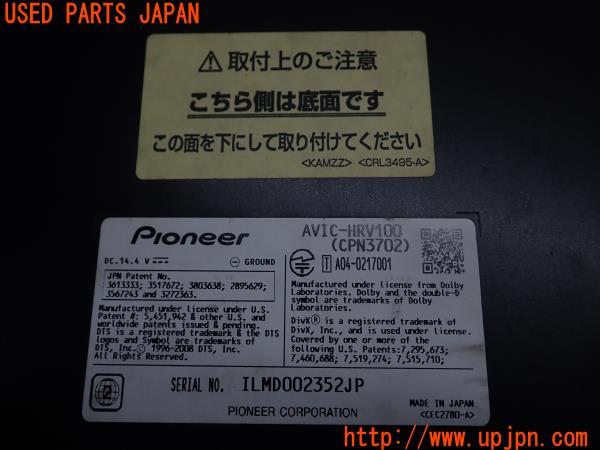 USED PARTS JAPAN
⚠取付上のご注意
こちら側は底面です
この面を下にして取り付けてください
<KAMZZ> <CRL3495-A>
Pioneer
AVIC-HRV100
(CPN3702)
DC.14.4 V
GROUND
T A04-0217001
JPN Patent No.
3613333; 3517672; 3803638; 2895629;
3567243 and 3272363.
Manufactured under license under U.S.
Patent #: 5,451,942 & other U.S. and
worldwide patents issued & pending.
DTS is a registered trademark & the DTS
logos and Symbol are trademarks of
DTS, Inc.© 1996-2008 DTS, Inc.
All Rights Reserved.
Manufactured under license from Dolby
Laboratories. Dolby and the double-D
symbol are trademarks of Dolby
Laboratories.
DivX® is a registered trademark of
DivX, Inc., and is used under license.
Covered by one or more of the
following U.S. Patents:7,295,673;
7,460,688; 7,519,274; 7,515,710;
2
SERIAL NO. ILMD002352JP
PIONEER CORPORATION
MADE IN JAPAN
<CEC2780-A>
(株)UPJ http://www.upjpn.com